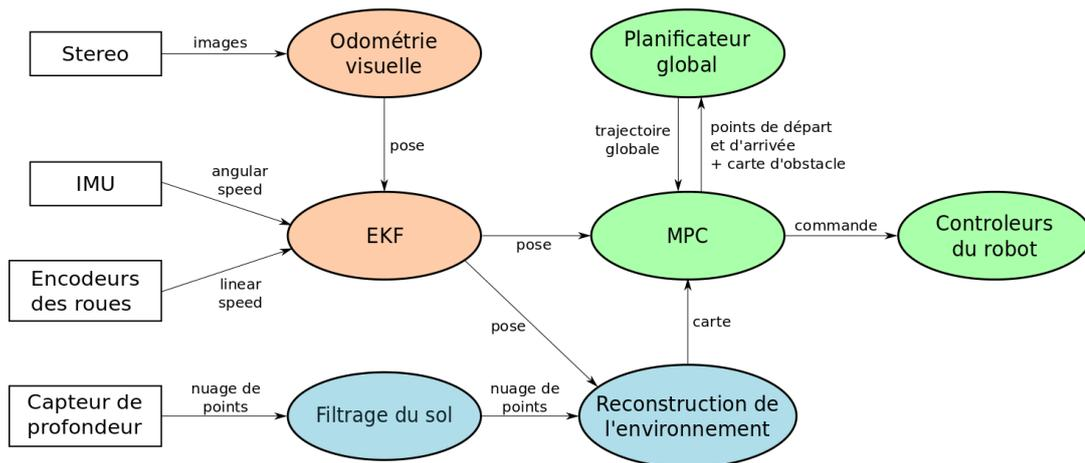 Stereo
images
Odométrie
visuelle
Planificateur
global
pose
trajectoire
globale
points de départ
et d'arrivée
+ carte d'obstacle
IMU
angular
speed
EKF
pose
MPC
commande
Controleurs
du robot
Encodeurs
des roues
linear
speed
pose
carte
Capteur de
profondeur
nuage de
points
Filtrage du sol
nuage de
points
Reconstruction de
l'environnement